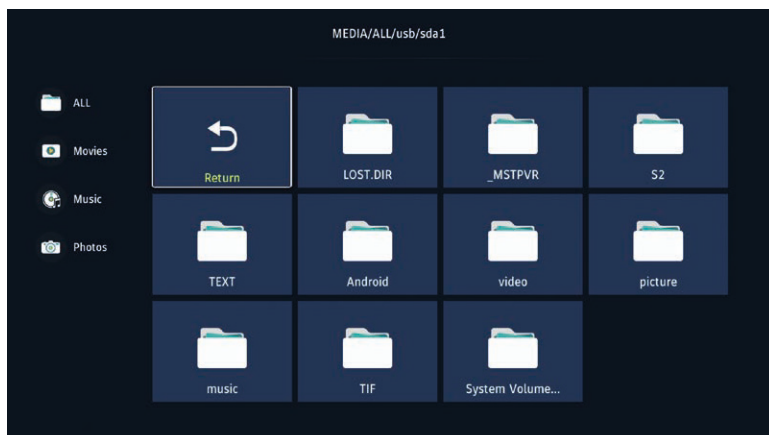 MEDIA/ALL/usb/sda1
ALL
Movies
Music
Photos
Return
LOST.DIR
_MSTPVR
S2
TEXT
Android
video
picture
music
TIF
System Volume...